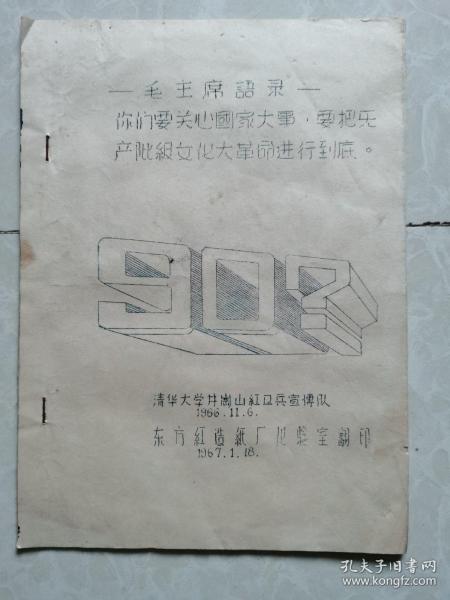 —毛主席語录—
你们要关心國家大事，要把无
产阶級文化大革命进行到底。
90?
清华大学井崗山紅卫兵宣傳队
1966.11.6.
东方紅造紙厂化驗室翻印
1967.1.18.
孔夫子旧书网
www.kongfz.com